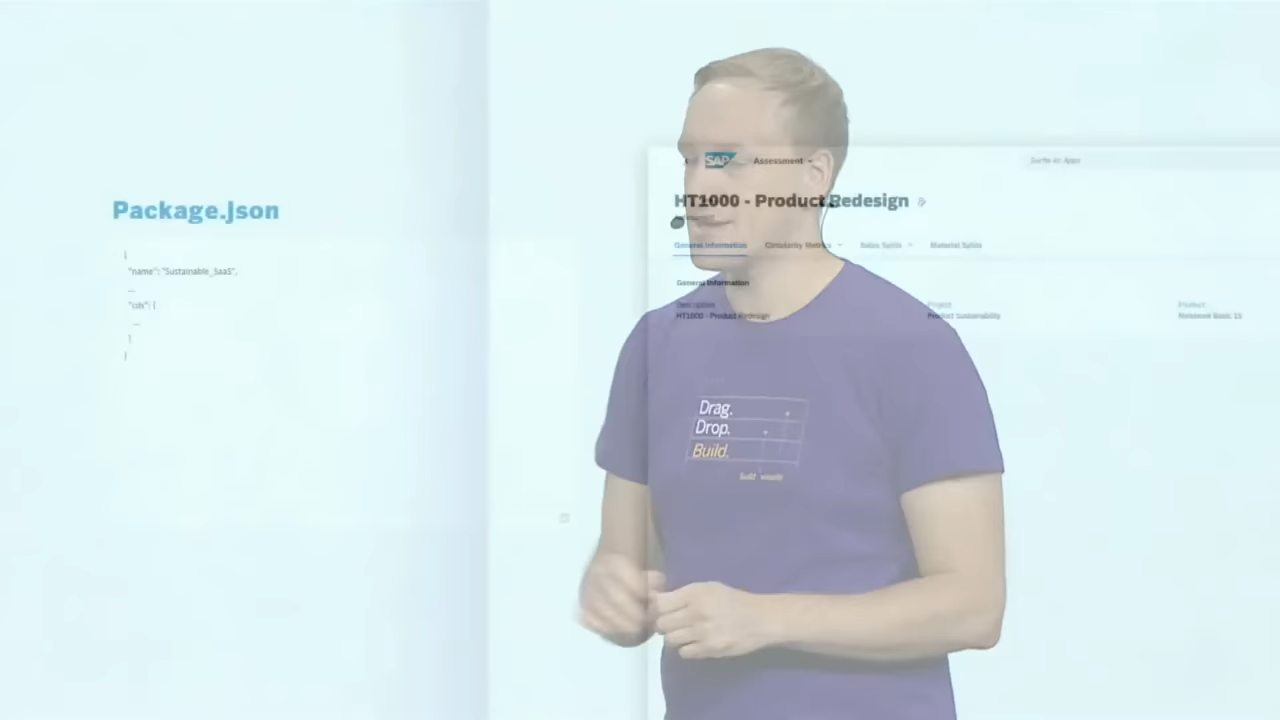 Package.Json
{
"name": "Sustainable_SaaS",
...
"cds": {
...
}
}
SAP Assessment
HT1000 - Product Redesign
General Information Circularity Metrics Sales Splits Material Splits
General Information
Description Project Product
HT1000 - Product Redesign Product Sustainability Notebook Basic 15
Drag.
Drop.
Build.